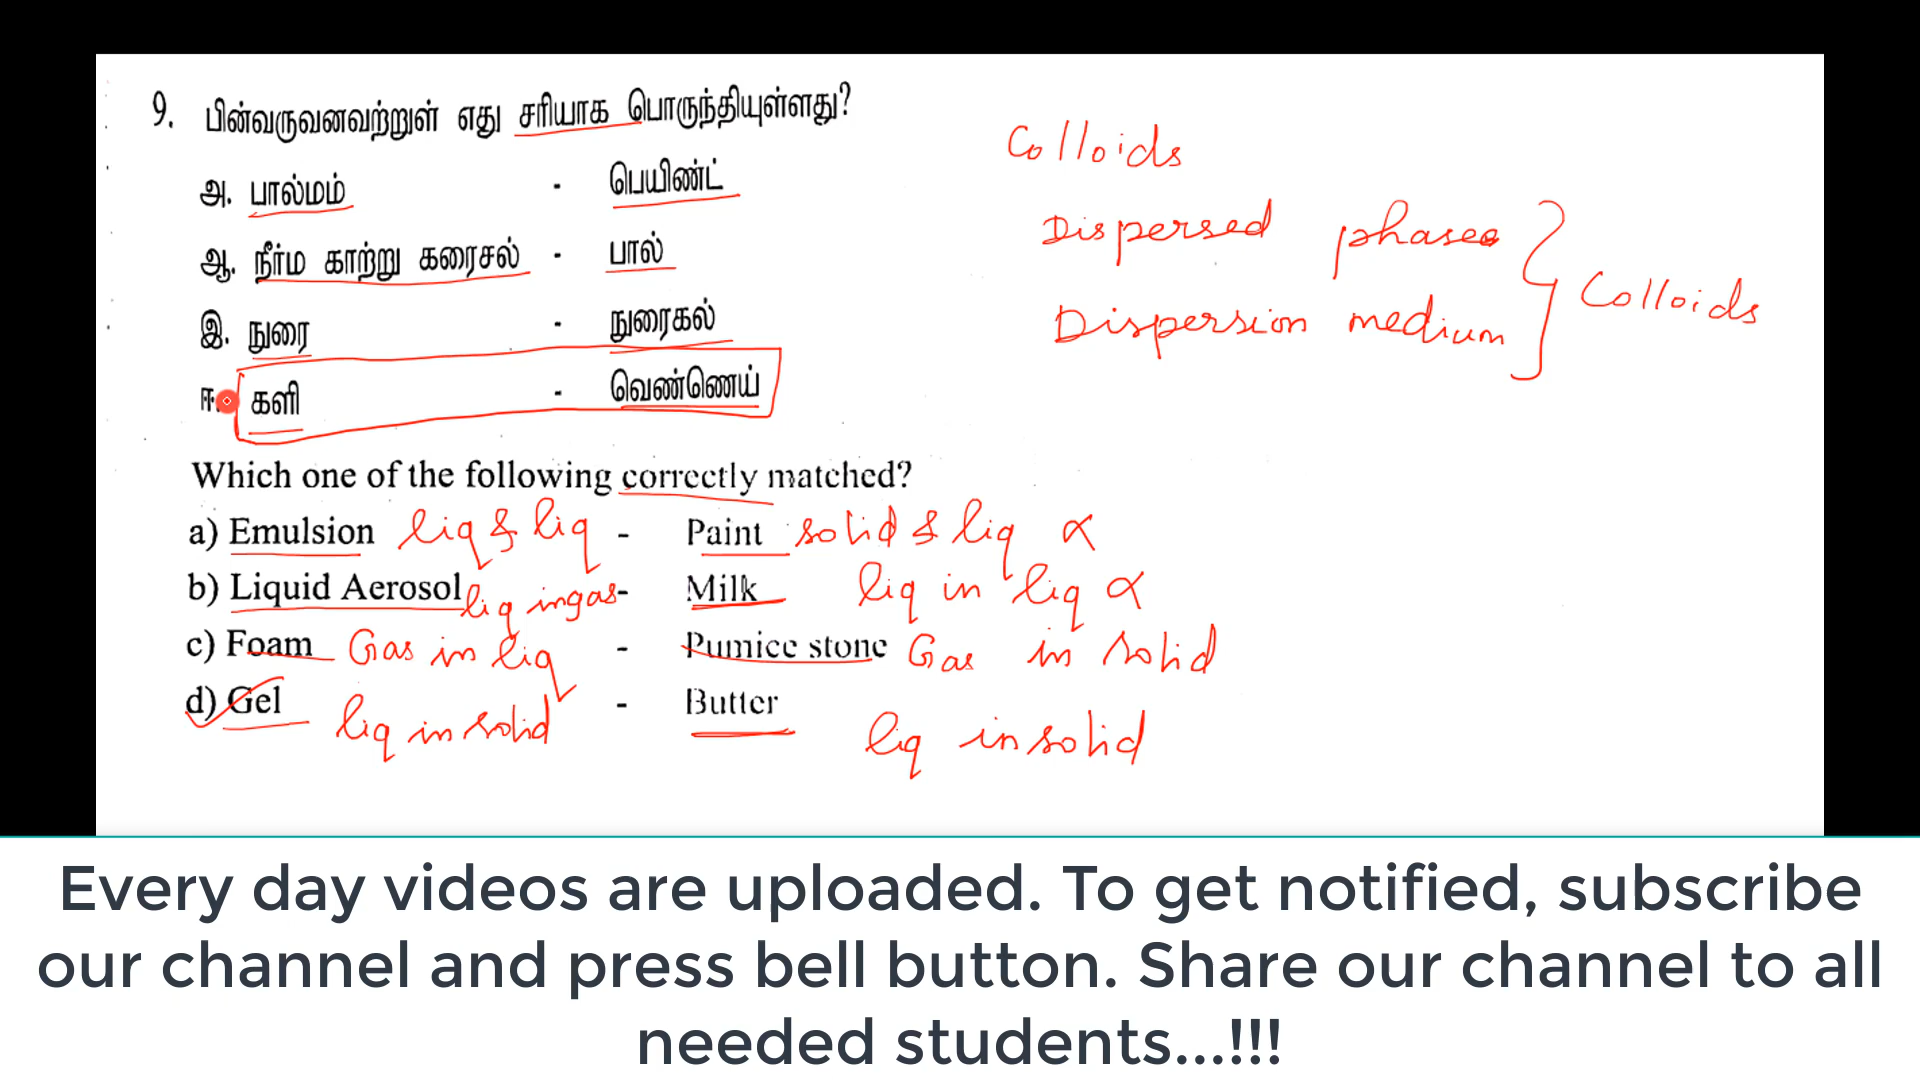 9. பின்வருவனவற்றுள் எது சரியாக பொருந்தியுள்ளது?
அ. பால்மம் - பெயிண்ட்
ஆ. நீர்ம காற்று கரைசல் - பால்
இ. நுரை - நுரைகல்
ஈ. களி - வெண்ணெய்
Colloids
Dispersed phase
Dispersion medium
Colloids
Which one of the following correctly matched?
a) Emulsion liq & liq - Paint solid & liq
b) Liquid Aerosol liq in gas - Milk liq in liq
c) Foam Gas in liq - Pumice stone Gas in solid
d) Gel liq in solid - Butter liq in solid
Every day videos are uploaded. To get notified, subscribe
our channel and press bell button. Share our channel to all
needed students...!!!